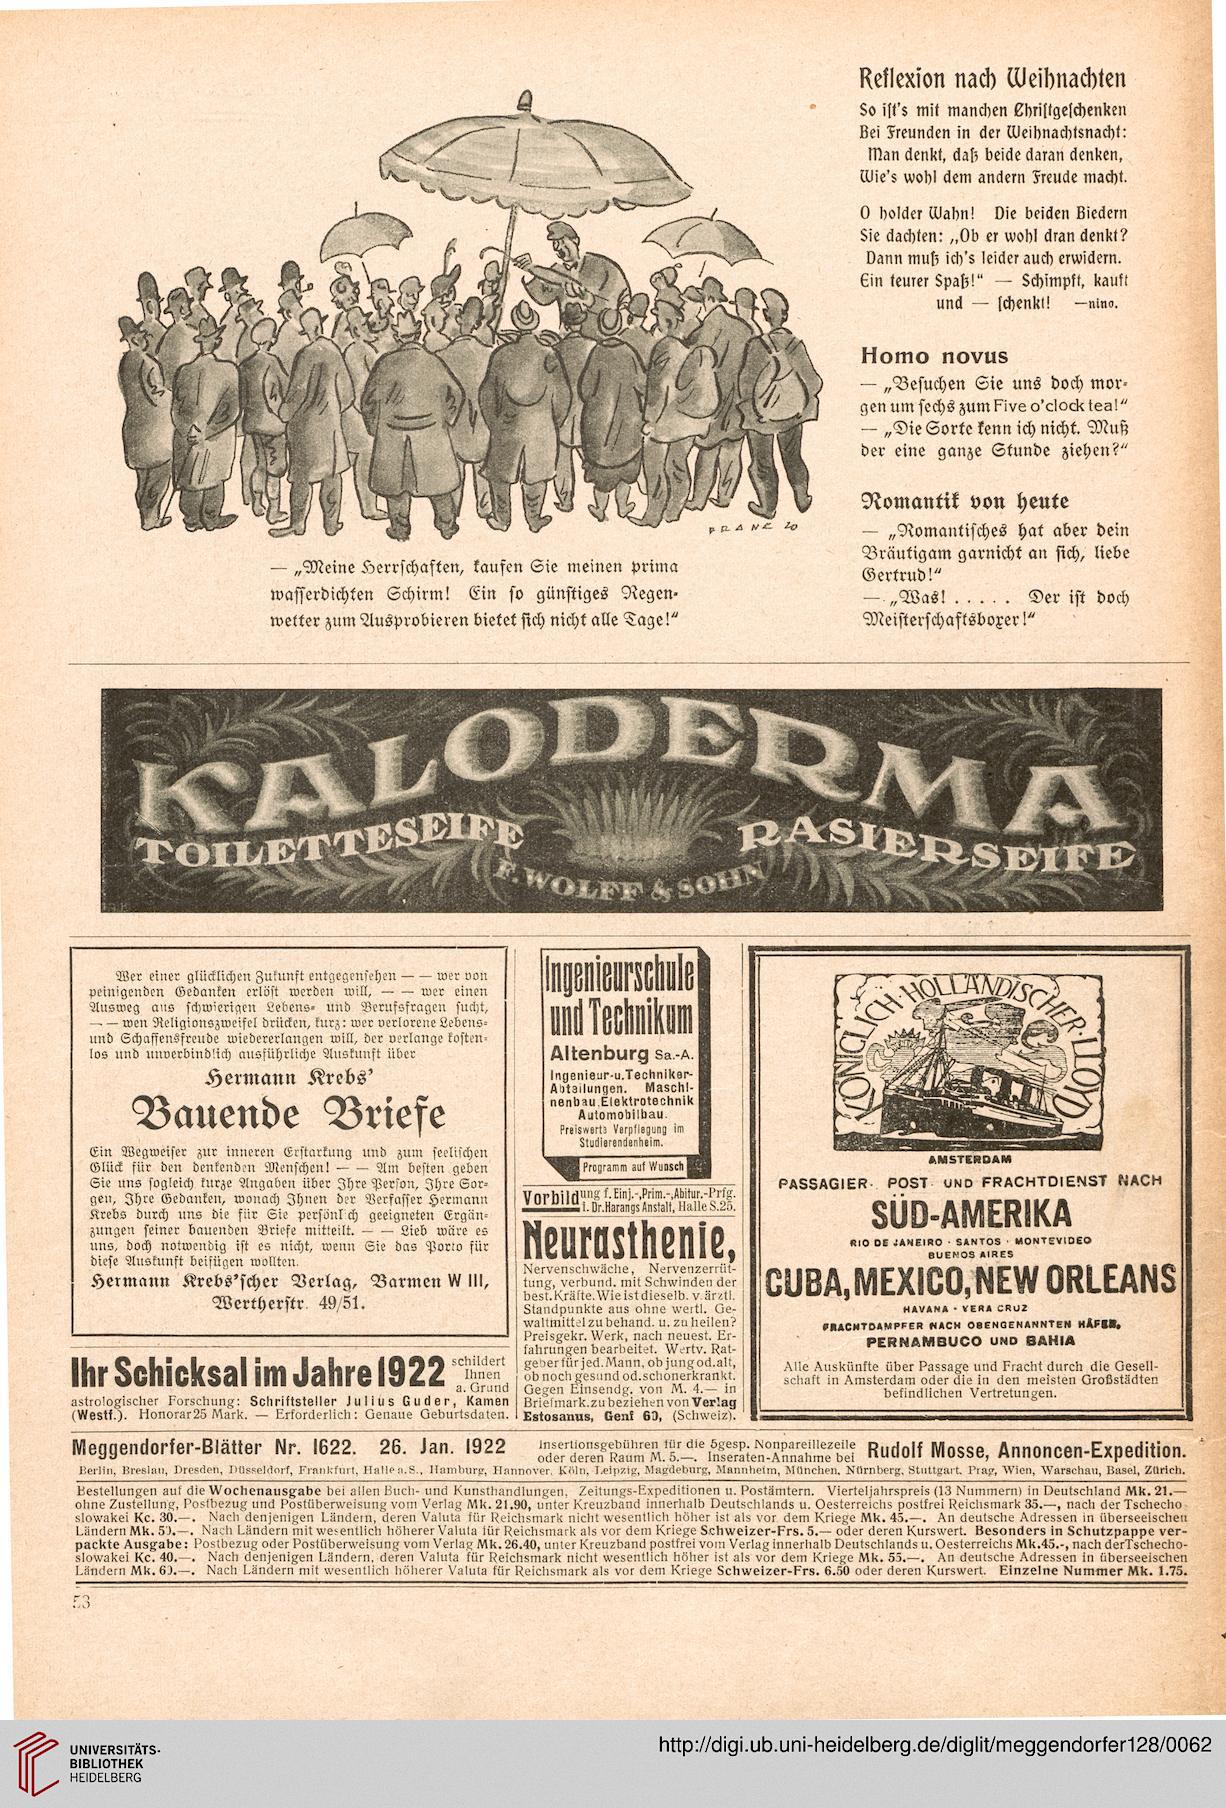 Reflexion nach Weihnachten
So ist's mit manchen Christgeschenken
Bei Freunden in der Weihnachtsnacht:
Man denkt, daß beide daran denken,
Wie's wohl dem andern Freude macht.
O holder Wahn! Die beiden Biedern
Sie dachten: „Ob er wohl dran denkt?
Dann muß ich's leider auch erwidern.
Ein teurer Spaß!“ — Schimpft, kauft
und — schenkt! —nino.
Homo novus
— „Besuchen Sie uns doch mor-
gen um sechs zum Five o'clock tea!“
— „Die Sorte kenn ich nicht. Muß
der eine ganze Stunde ziehen?“
Romantik von heute
— „Romantisches hat aber dein
Bräutigam garnicht an sich, liebe
Gertrud!“
— „Was! . . . . . Der ist doch
Meisterschaftsboxer!“
FRANK 20
— „Meine Herrschaften, kaufen Sie meinen prima
wasserdichten Schirm! Ein so günstiges Regen-
wetter zum Ausprobieren bietet sich nicht alle Tage!“
KALODERMA
TOILETTESEIFE RASIERSEIFE
F. WOLFF & SOHN
Wer einer glücklichen Zukunft entgegensehen — — wer von
peinigenden Gedanken erlöst werden will, — — wer einen
Ausweg aus schwierigen Lebens- und Berufsfragen sucht,
— — wen Religionszweifel drücken, kurz: wer verlorene Lebens-
und Schaffensfreude wiedererlangen will, der verlange kosten-
los und unverbindlich ausführliche Auskunft über
Hermann Krebs'
Bauende Briefe
Ein Wegweiser zur inneren Erstarkung und zum seelischen
Glück für den denkenden Menschen! — — Am besten geben
Sie uns sogleich kurze Angaben über Ihre Person, Ihre Sor-
gen, Ihre Gedanken, wonach Ihnen der Verfasser Hermann
Krebs durch uns die für Sie persönlich geeigneten Ergän-
zungen seiner bauenden Briefe mitteilt. — — Lieb wäre es
uns, doch notwendig ist es nicht, wenn Sie das Porto für
diese Auskunft beifügen wollten.
Hermann Krebs'scher Verlag, Barmen W III,
Wertherstr. 49/51.
Ihr Schicksal im Jahre 1922 schildert
Ihnen
a. Grund
astrologischer Forschung: Schriftsteller Julius Guder, Kamen
(Westf.). Honorar 25 Mark. — Erforderlich: Genaue Geburtsdaten.
Ingenieurschule
und Technikum
Altenburg Sa.-A.
Ingenieur-u.Techniker-
Abteilungen. Maschi-
nenbau.Elektrotechnik
Automobilbau.
Preiswerte Verpflegung im
Studierendenheim.
Programm auf Wunsch
Vorbildung f. Einj.-,Prim.-,Abitur.-Prfg.
i. Dr.Harangs Anstalt, Halle S.25.
Neurasthenie,
Nervenschwäche, Nervenzerrüt-
tung, verbund. mit Schwinden der
best.Kräfte.Wie ist dieselb. v. ärztl.
Standpunkte aus ohne wertl. Ge-
waltmittel zu behand. u. zu heilen?
Preisgekr. Werk, nach neuest. Er-
fahrungen bearbeitet. Wertv. Rat-
geber für jed. Mann, ob jung od.alt,
ob noch gesund od.schon erkrankt.
Gegen Einsendg. von M. 4.— in
Briefmark.zu beziehen von Verlag
Estosanus, Genf 60, (Schweiz).
KÖNIGLICH·HOLLÄNDISCHER·LLOYD
AMSTERDAM
PASSAGIER- POST- UND FRACHTDIENST NACH
SÜD-AMERIKA
RIO DE JANEIRO · SANTOS · MONTEVIDEO
BUENOS AIRES
CUBA, MEXICO, NEW ORLEANS
HAVANA · VERA CRUZ
FRACHTDAMPFER NACH OBENGENANNTEN HÄFEN,
PERNAMBUCO UND BAHIA
Alle Auskünfte über Passage und Fracht durch die Gesell-
schaft in Amsterdam oder die in den meisten Großstädten
befindlichen Vertretungen.
Meggendorfer-Blätter Nr. 1622. 26. Jan. 1922
Insertionsgebühren für die 5gesp. Nonpareillezeile
oder deren Raum M. 5.—. Inseraten-Annahme bei
Rudolf Mosse, Annoncen-Expedition.
Berlin, Breslau, Dresden, Düsseldorf, Frankfurt, Halle a. S., Hamburg, Hannover, Köln, Leipzig, Magdeburg, Mannheim, München, Nürnberg, Stuttgart, Prag, Wien, Warschau, Basel, Zürich.
Bestellungen auf die Wochenausgabe bei allen Buch- und Kunsthandlungen, Zeitungs-Expeditionen u. Postämtern. Vierteljahrspreis (13 Nummern) in Deutschland Mk. 21.—
ohne Zustellung, Postbezug und Postüberweisung vom Verlag Mk. 21.90, unter Kreuzband innerhalb Deutschlands u. Oesterreichs postfrei Reichsmark 35.—, nach der Tschecho-
slowakei Kc. 30.—. Nach denjenigen Ländern, deren Valuta für Reichsmark nicht wesentlich höher ist als vor dem Kriege Mk. 45.—. An deutsche Adressen in überseeischen
Ländern Mk. 50.—. Nach Ländern mit wesentlich höherer Valuta für Reichsmark als vor dem Kriege Schweizer-Frs. 5.— oder deren Kurswert. Besonders in Schutzpappe ver-
packte Ausgabe: Postbezug oder Postüberweisung vom Verlag Mk. 26.40, unter Kreuzband postfrei vom Verlag innerhalb Deutschlands u. Oesterreichs Mk.45.-, nach der Tschecho-
slowakei Kc. 40.—. Nach denjenigen Ländern, deren Valuta für Reichsmark nicht wesentlich höher ist als vor dem Kriege Mk. 55.—. An deutsche Adressen in überseeischen
Ländern Mk. 60.—. Nach Ländern mit wesentlich höherer Valuta für Reichsmark als vor dem Kriege Schweizer-Frs. 6.50 oder deren Kurswert. Einzelne Nummer Mk. 1.75.
53
UNIVERSITÄTS-
BIBLIOTHEK
HEIDELBERG
http://digi.ub.uni-heidelberg.de/diglit/meggendorfer128/0062